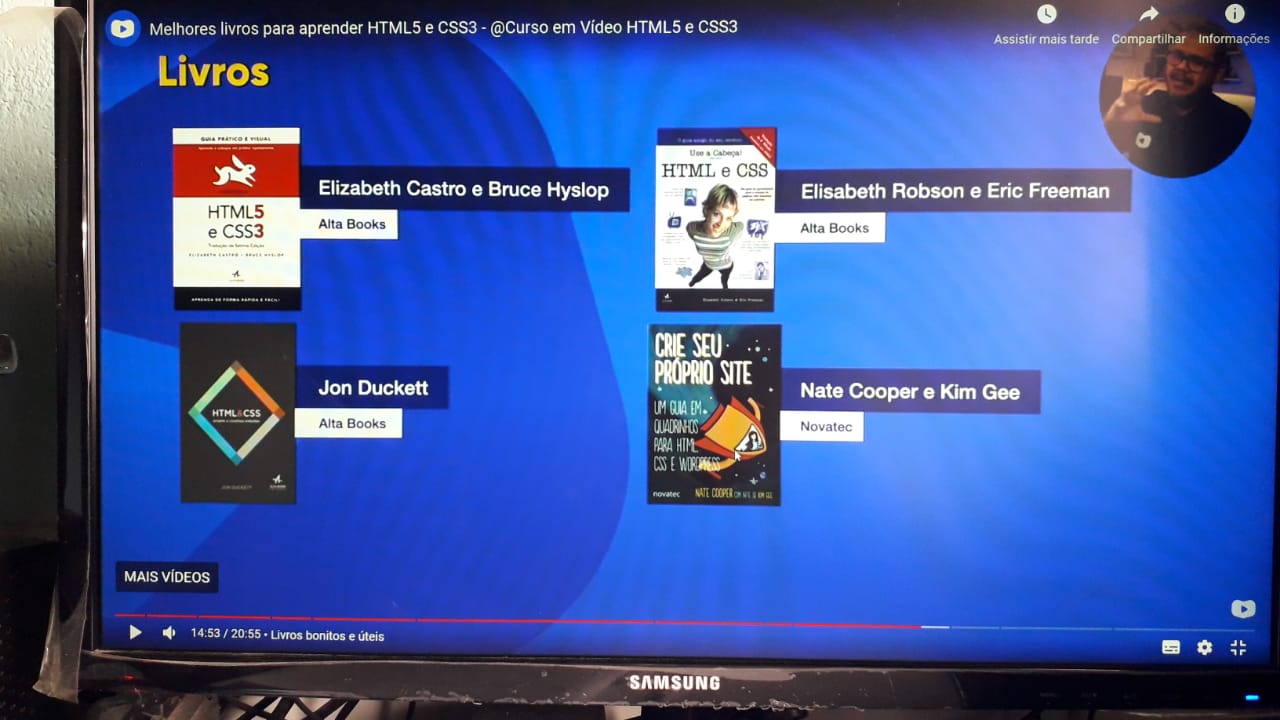 Melhores livros para aprender HTML5 e CSS3 - @Curso em Vídeo HTML5 e CSS3
Assistir mais tarde
Compartilhar
Informações
Livros
GUIA PRÁTICO E VISUAL
HTML5
e CSS3
Tradução da Sétima Edição
ELIZABETH CASTRO • BRUCE HYSLOP
APRENDA DE FORMA RÁPIDA E FÁCIL!
Elizabeth Castro e Bruce Hyslop
Alta Books
Use a Cabeça!
HTML e CSS
Elisabeth Robson e Eric Freeman
Elisabeth Robson e Eric Freeman
Alta Books
HTML&CSS
projete e construa websites
JON DUCKETT
Jon Duckett
Alta Books
CRIE SEU
PRÓPRIO SITE
UM GUIA EM
QUADRINHOS
PARA HTML,
CSS E WORDPRESS
novatec
NATE COOPER COM ARTE DE KIM GEE
Nate Cooper e Kim Gee
Novatec
MAIS VÍDEOS
14:53 / 20:55 • Livros bonitos e úteis
SAMSUNG